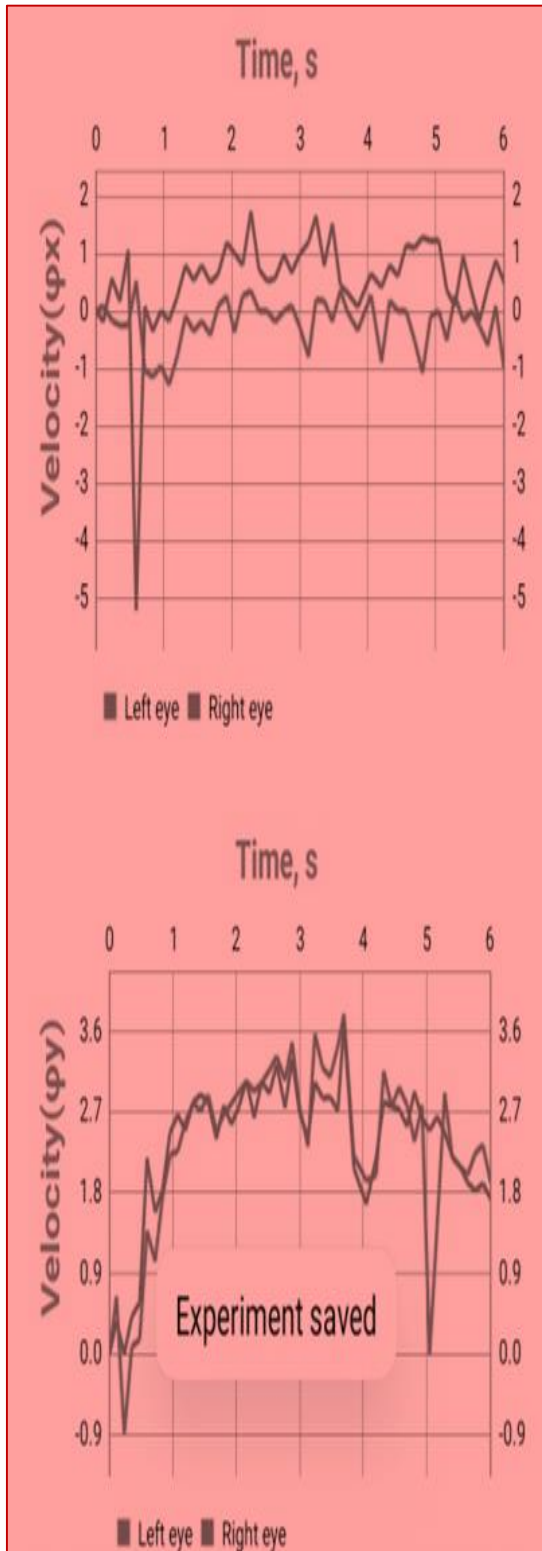 Time, s
0 1 2 3 4 5 6
Velocity(φx)
2 2
1 1
0 0
-1 -1
-2 -2
-3 -3
-4 -4
-5 -5
Left eye Right eye
Time, s
0 1 2 3 4 5 6
Velocity(φy)
3.6 3.6
2.7 2.7
1.8 1.8
0.9 0.9
Experiment saved
0.0 0.0
-0.9 -0.9
Left eye Right eye